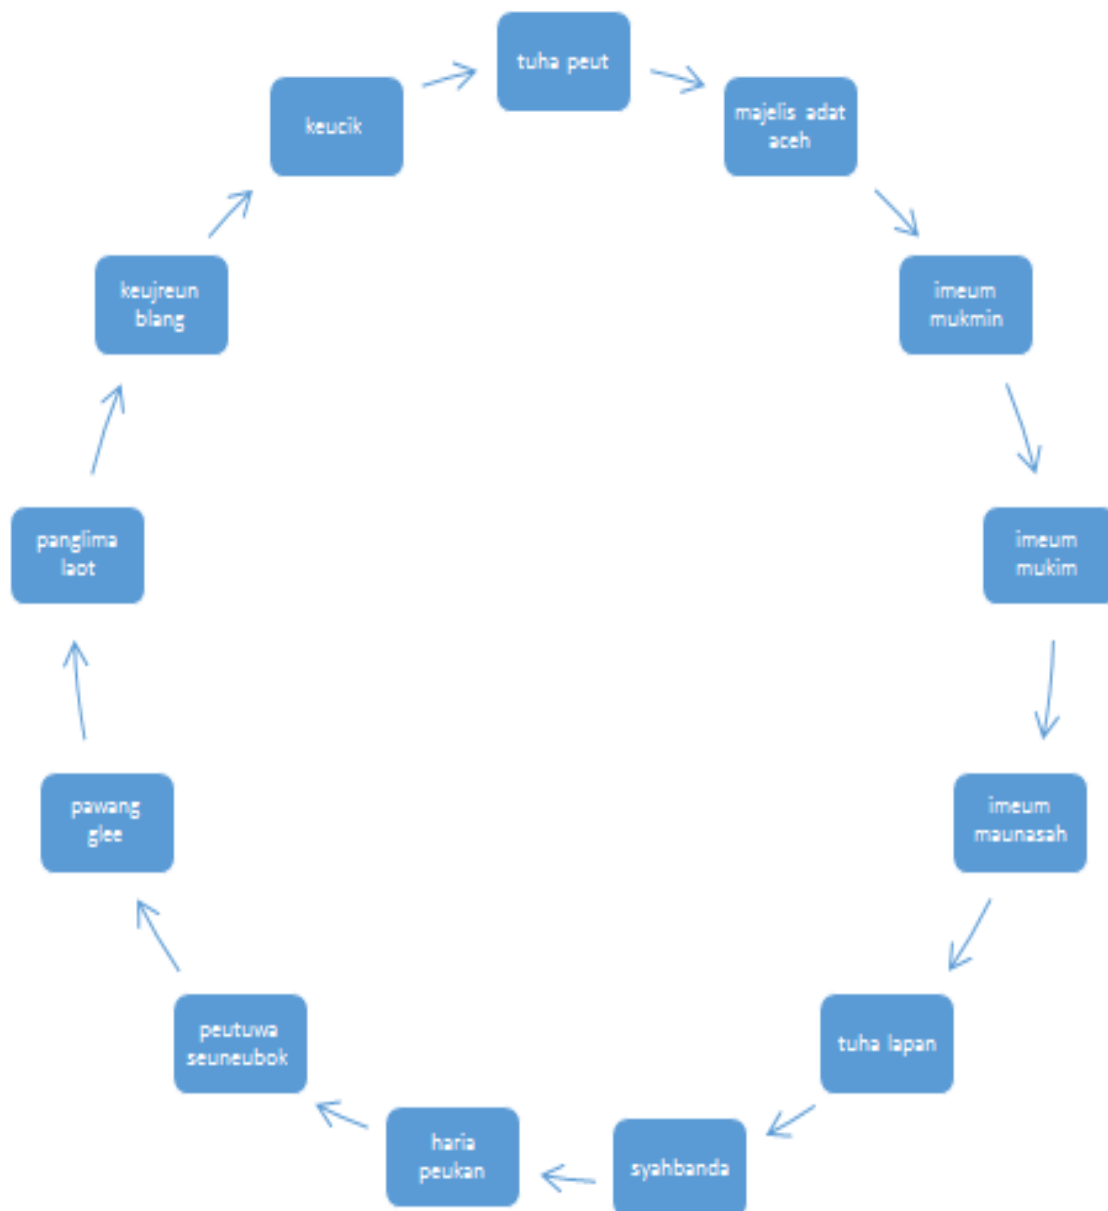 tuha peut
majelis adat
aceh
imeum
mukmin
imeum
mukim
imeum
maunasah
tuha lapan
syahbanda
haria
peukan
peutuwa
seuneubok
pawang
glee
panglima
laot
keujreun
blang
keucik